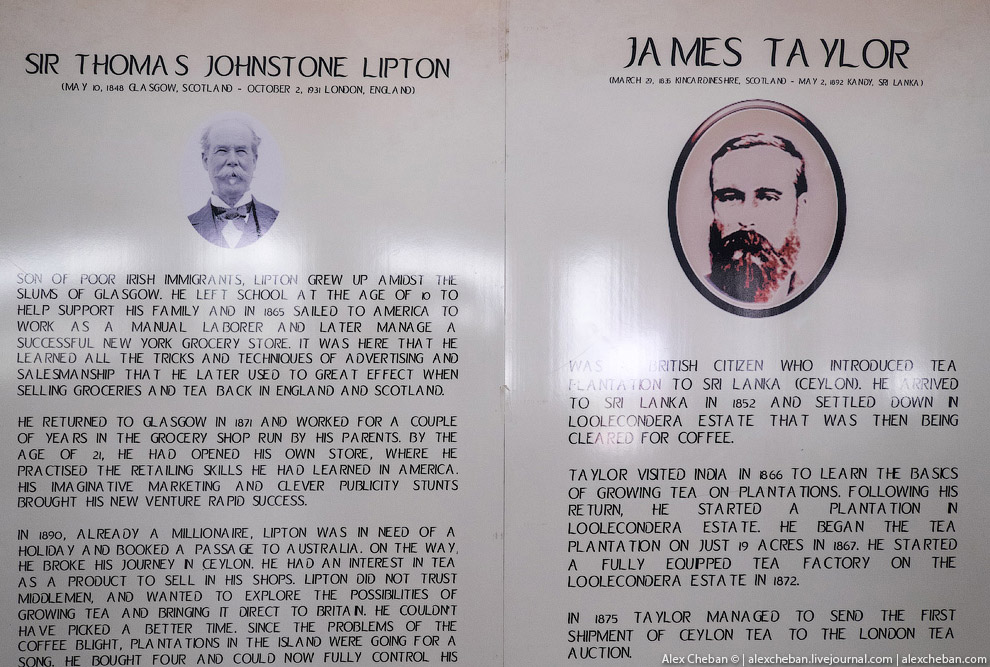 SIR THOMAS JOHNSTONE LIPTON
(MAY 10, 1848 GLASGOW, SCOTLAND - OCTOBER 2, 1931 LONDON, ENGLAND)
SON OF POOR IRISH IMMIGRANTS, LIPTON GREW UP AMIDST THE
SLUMS OF GLASGOW. HE LEFT SCHOOL AT THE AGE OF 10 TO
HELP SUPPORT HIS FAMILY AND IN 1865 SAILED TO AMERICA TO
WORK AS A MANUAL LABORER AND LATER MANAGE A
SUCCESSFUL NEW YORK GROCERY STORE. IT WAS HERE THAT HE
LEARNED ALL THE TRICKS AND TECHNIQUES OF ADVERTISING AND
SALESMANSHIP THAT HE LATER USED TO GREAT EFFECT WHEN
SELLING GROCERIES AND TEA BACK IN ENGLAND AND SCOTLAND.
HE RETURNED TO GLASGOW IN 1871 AND WORKED FOR A COUPLE
OF YEARS IN THE GROCERY SHOP RUN BY HIS PARENTS. BY THE
AGE OF 21, HE HAD OPENED HIS OWN STORE, WHERE HE
PRACTISED THE RETAILING SKILLS HE HAD LEARNED IN AMERICA.
HIS IMAGINATIVE MARKETING AND CLEVER PUBLICITY STUNTS
BROUGHT HIS NEW VENTURE RAPID SUCCESS.
IN 1890, ALREADY A MILLIONAIRE, LIPTON WAS IN NEED OF A
HOLIDAY AND BOOKED A PASSAGE TO AUSTRALIA. ON THE WAY,
HE BROKE HIS JOURNEY IN CEYLON. HE HAD AN INTEREST IN TEA
AS A PRODUCT TO SELL IN HIS SHOPS. LIPTON DID NOT TRUST
MIDDLEMEN, AND WANTED TO EXPLORE THE POSSIBILITIES OF
GROWING TEA AND BRINGING IT DIRECT TO BRITAIN. HE COULDN'T
HAVE PICKED A BETTER TIME. SINCE THE PROBLEMS OF THE
COFFEE BLIGHT, PLANTATIONS IN THE ISLAND WERE GOING FOR A
SONG. HE BOUGHT FOUR AND COULD NOW FULLY CONTROL HIS
JAMES TAYLOR
(MARCH 29, 1835 KINCARDINESHIRE, SCOTLAND - MAY 2, 1892 KANDY, SRI LANKA)
WAS A BRITISH CITIZEN WHO INTRODUCED TEA
PLANTATION TO SRI LANKA (CEYLON). HE ARRIVED
TO SRI LANKA IN 1852 AND SETTLED DOWN IN
LOOLECONDERA ESTATE THAT WAS THEN BEING
CLEARED FOR COFFEE.
TAYLOR VISITED INDIA IN 1866 TO LEARN THE BASICS
OF GROWING TEA ON PLANTATIONS. FOLLOWING HIS
RETURN, HE STARTED A PLANTATION IN
LOOLECONDERA ESTATE. HE BEGAN THE TEA
PLANTATION ON JUST 19 ACRES IN 1867. HE STARTED
A FULLY EQUIPPED TEA FACTORY ON THE
LOOLECONDERA ESTATE IN 1872.
IN 1875 TAYLOR MANAGED TO SEND THE FIRST
SHIPMENT OF CEYLON TEA TO THE LONDON TEA
AUCTION.
Alex Cheban © | alexcheban.livejournal.com | alexcheban.com